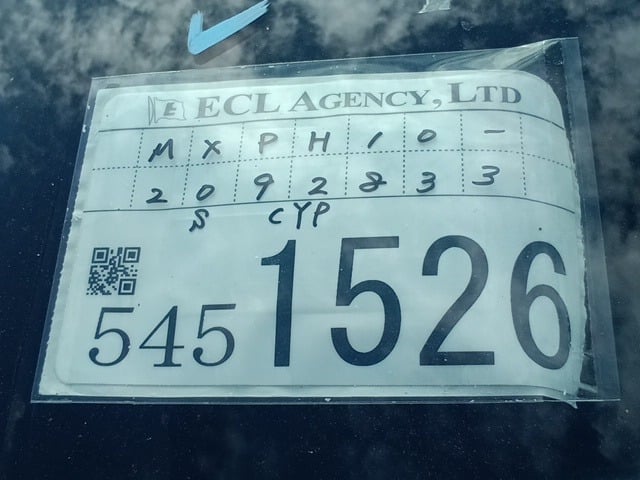 E ECL AGENCY, LTD
M X P H 1 0 -
2 0 9 2 8 3 3
S CYP
545 1526